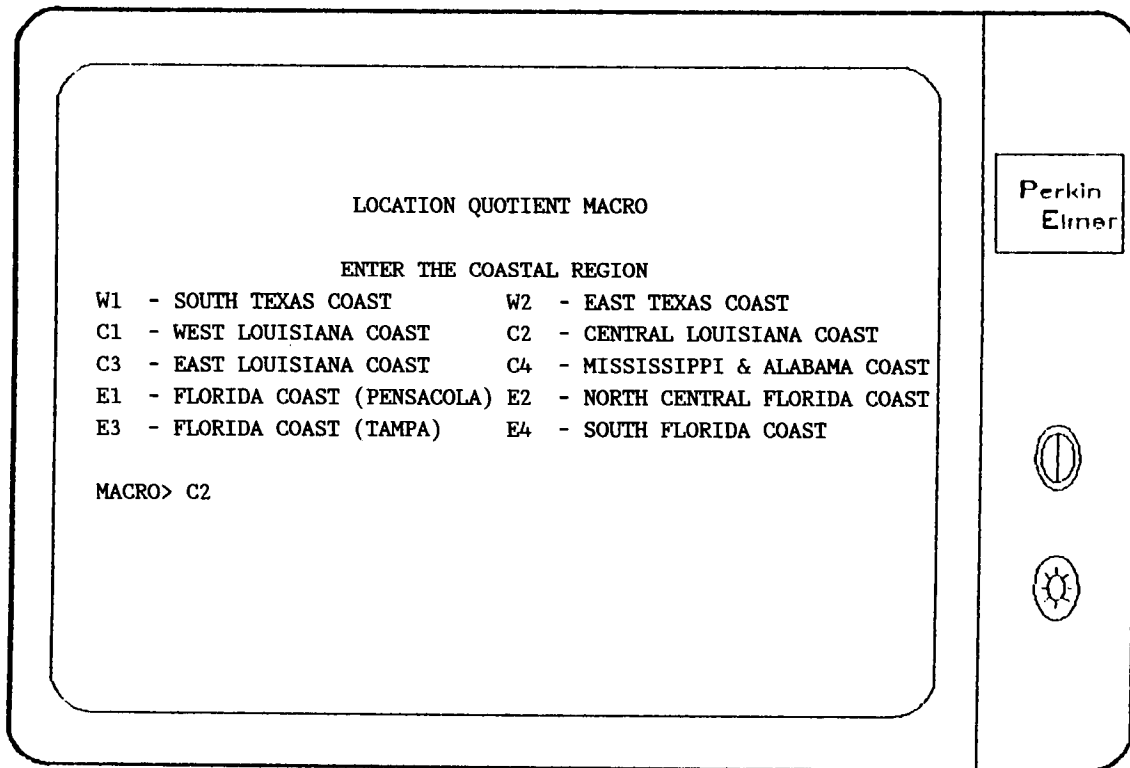 LOCATION QUOTIENT MACRO
ENTER THE COASTAL REGION
W1 - SOUTH TEXAS COAST W2 - EAST TEXAS COAST
C1 - WEST LOUISIANA COAST C2 - CENTRAL LOUISIANA COAST
C3 - EAST LOUISIANA COAST C4 - MISSISSIPPI & ALABAMA COAST
E1 - FLORIDA COAST (PENSACOLA) E2 - NORTH CENTRAL FLORIDA COAST
E3 - FLORIDA COAST (TAMPA) E4 - SOUTH FLORIDA COAST
MACRO> C2
Perkin
Elmer